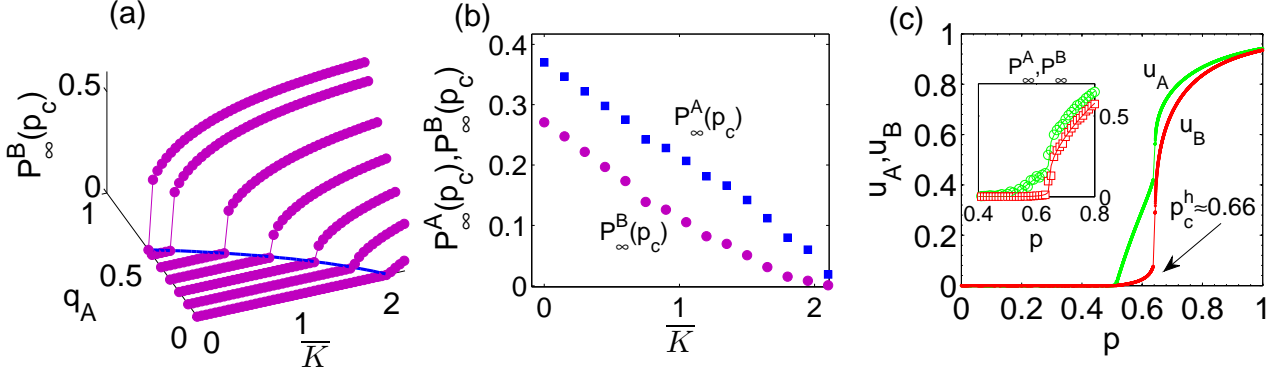 (a)
P^B_∞(p_c)
0.5
0
1
0.5
0
q_A
0
1
2
K̅
(b)
P^A_∞(p_c),P^B_∞(p_c)
0.4
0.3
0.2
0.1
0
P^A_∞(p_c)
P^B_∞(p_c)
0
1
2
K̅
(c)
u_A,u_B
1
0.8
0.6
0.4
0.2
0
P^A_∞,P^B_∞
0.5
0
0.4
0.6
0.8
p
u_A
u_B
p^h_c≈0.66
0
0.2
0.4
0.6
0.8
1
p